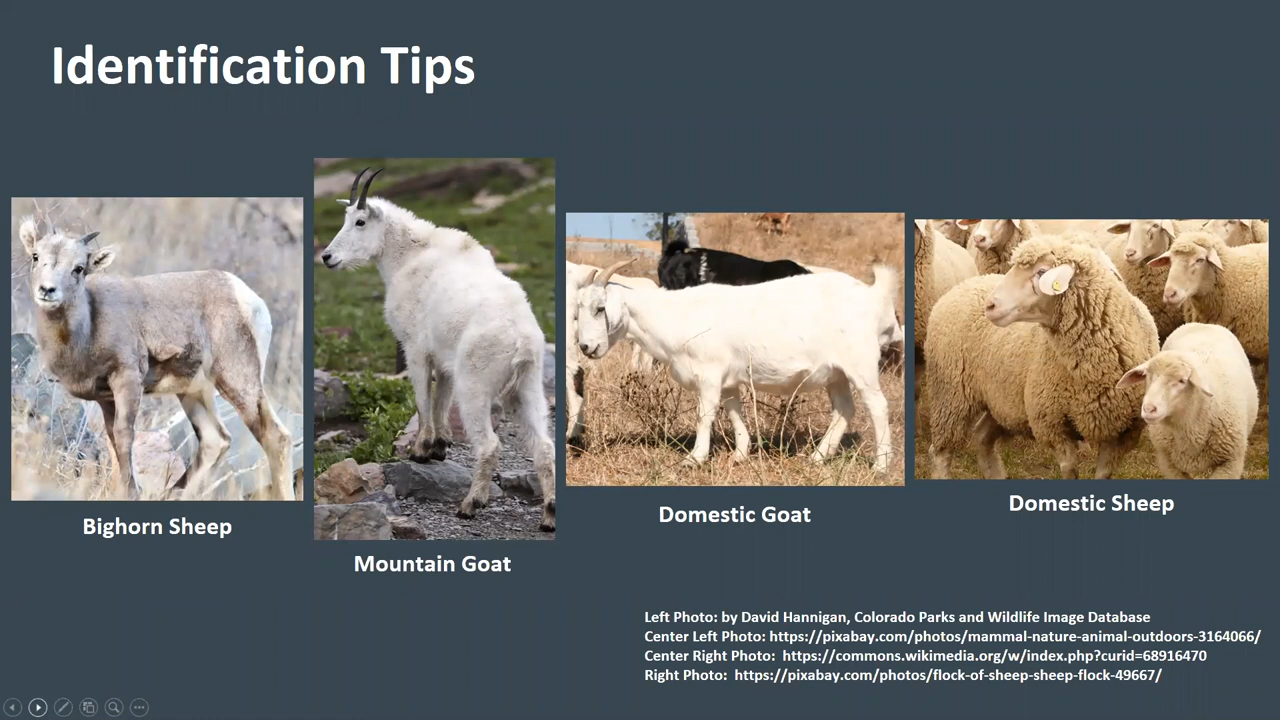 Identification Tips
Bighorn Sheep
Mountain Goat
Domestic Goat
Domestic Sheep
Left Photo: by David Hannigan, Colorado Parks and Wildlife Image Database
Center Left Photo: https://pixabay.com/photos/mammal-nature-animal-outdoors-3164066/
Center Right Photo:  https://commons.wikimedia.org/w/index.php?curid=68916470
Right Photo:  https://pixabay.com/photos/flock-of-sheep-sheep-flock-49667/